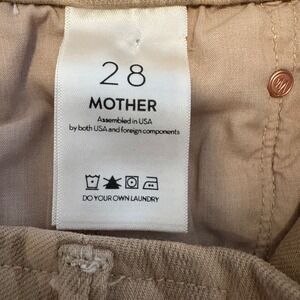 28
MOTHER
Assembled in USA
by both USA and foreign components
DO YOUR OWN LAUNDRY